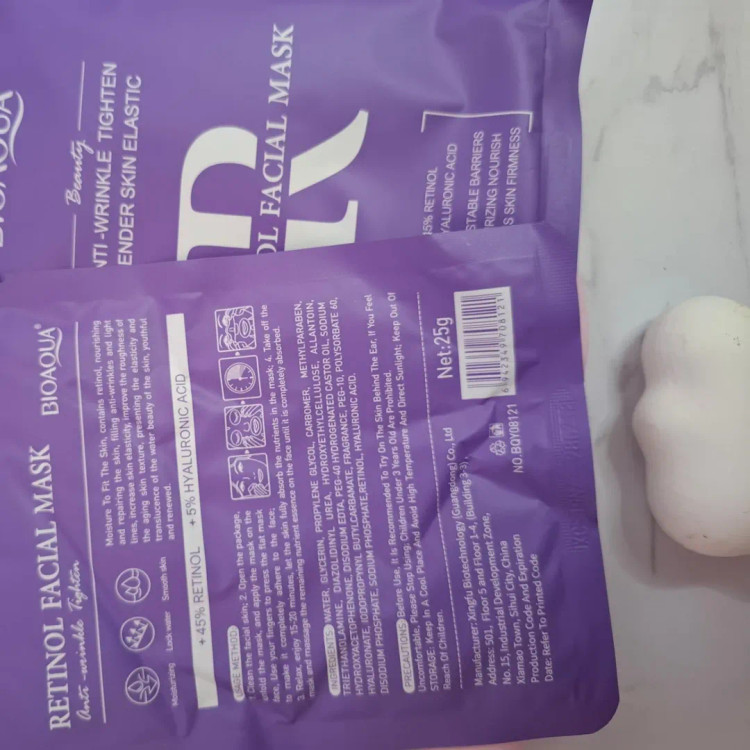 BIOAQUA
Beauty
NTI-WRINKLE TIGHTEN
ENDER SKIN ELASTIC
R
OL FACIAL MASK
45% RETINOL
YALURONIC ACID
STABLE BARRIERS
RIZING NOURISH
S SKIN FIRMNESS
RETINOL FACIAL MASK BIOAQUA®
Anti-wrinkle Tighten
Moisturizing Lack water Smooth skin
Moisture To Fit The Skin, contains retinol, nourishing
and repairing the skin, filling anti-wrinkles and light
lines, increase skin elasticity, improve the roughness of
the aging skin texture, presenting the elasticity and
translucence of the water beauty of the skin, youthful
and renewed.
+ 45% RETINOL + 5% HYALURONIC ACID
USAGE METHOD:
1. Clean the facial skin; 2. Open the package,
unfold the mask, and apply the mask on the
face, Use your fingers to press the flat mask
to make it completely adhere to the face;
3. Relax, enjoy 15-20 minutes, let the skin fully absorb the nutrients in the mask; 4. Take off the
mask and massage the remaining nutrient essence on the face until it is completely absorbed.
INGREDIENTS: WATER, GLYCERIN, PROPYLENE GLYCOL, CARBOMER, METHYLPARABEN,
TRIETHANOLAMINE, DIAZOLIDINYL UREA, HYDROXYETHYLCELLULOSE, ALLANTOIN,
HYDROXYACETOPHENONE DISODIUM EDTA, PEG-40 HYDROGENATED CASTOR OIL, SODIUM
HYALURONATE, IODOPROPYNYL BUTYLCARBAMATE, FRAGRANCE, PEG-10, POLYSORBATE 60,
DISODIUM PHOSPHATE, SODIUM PHOSPHATE, RETINOL, HYALURONIC ACID.
PRECAUTIONS: Before Use, It Is Recommended To Try On The Skin Behind The Ear, If You Feel
Uncomfortable, Please Stop Using. Children Under 3 Years Old Are Prohibited.
STORAGE: Keep In A Cool Place And Avoid High Temperature And Direct Sunlight; Keep Out Of
Reach Of Children.
Manufacturer: Xingfu Biotechnology (Guangdong) Co., Ltd
Address: 501, Floor 5 and Floor 1-4, (Building 3-3),
No. 15, Industrial Development Zone,
Xiamao Town, Sihui City, China
Production Code And Expiration
Date: Refer To Printed Code
Net:25g
6942349708121
NO.BQY08121